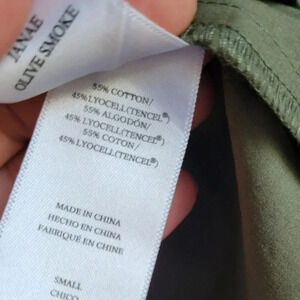 JANAE
OLIVE SMOKE
55% COTTON/
45% LYOCELL(TENCEL®)
55% ALGODÓN/
45% LYOCELL(TENCEL®)/
55% COTON/
45% LYOCELL(TENCEL®)
MADE IN CHINA
HECHO EN CHINA
FABRIQUÉ EN CHINE
SMALL
CHICO